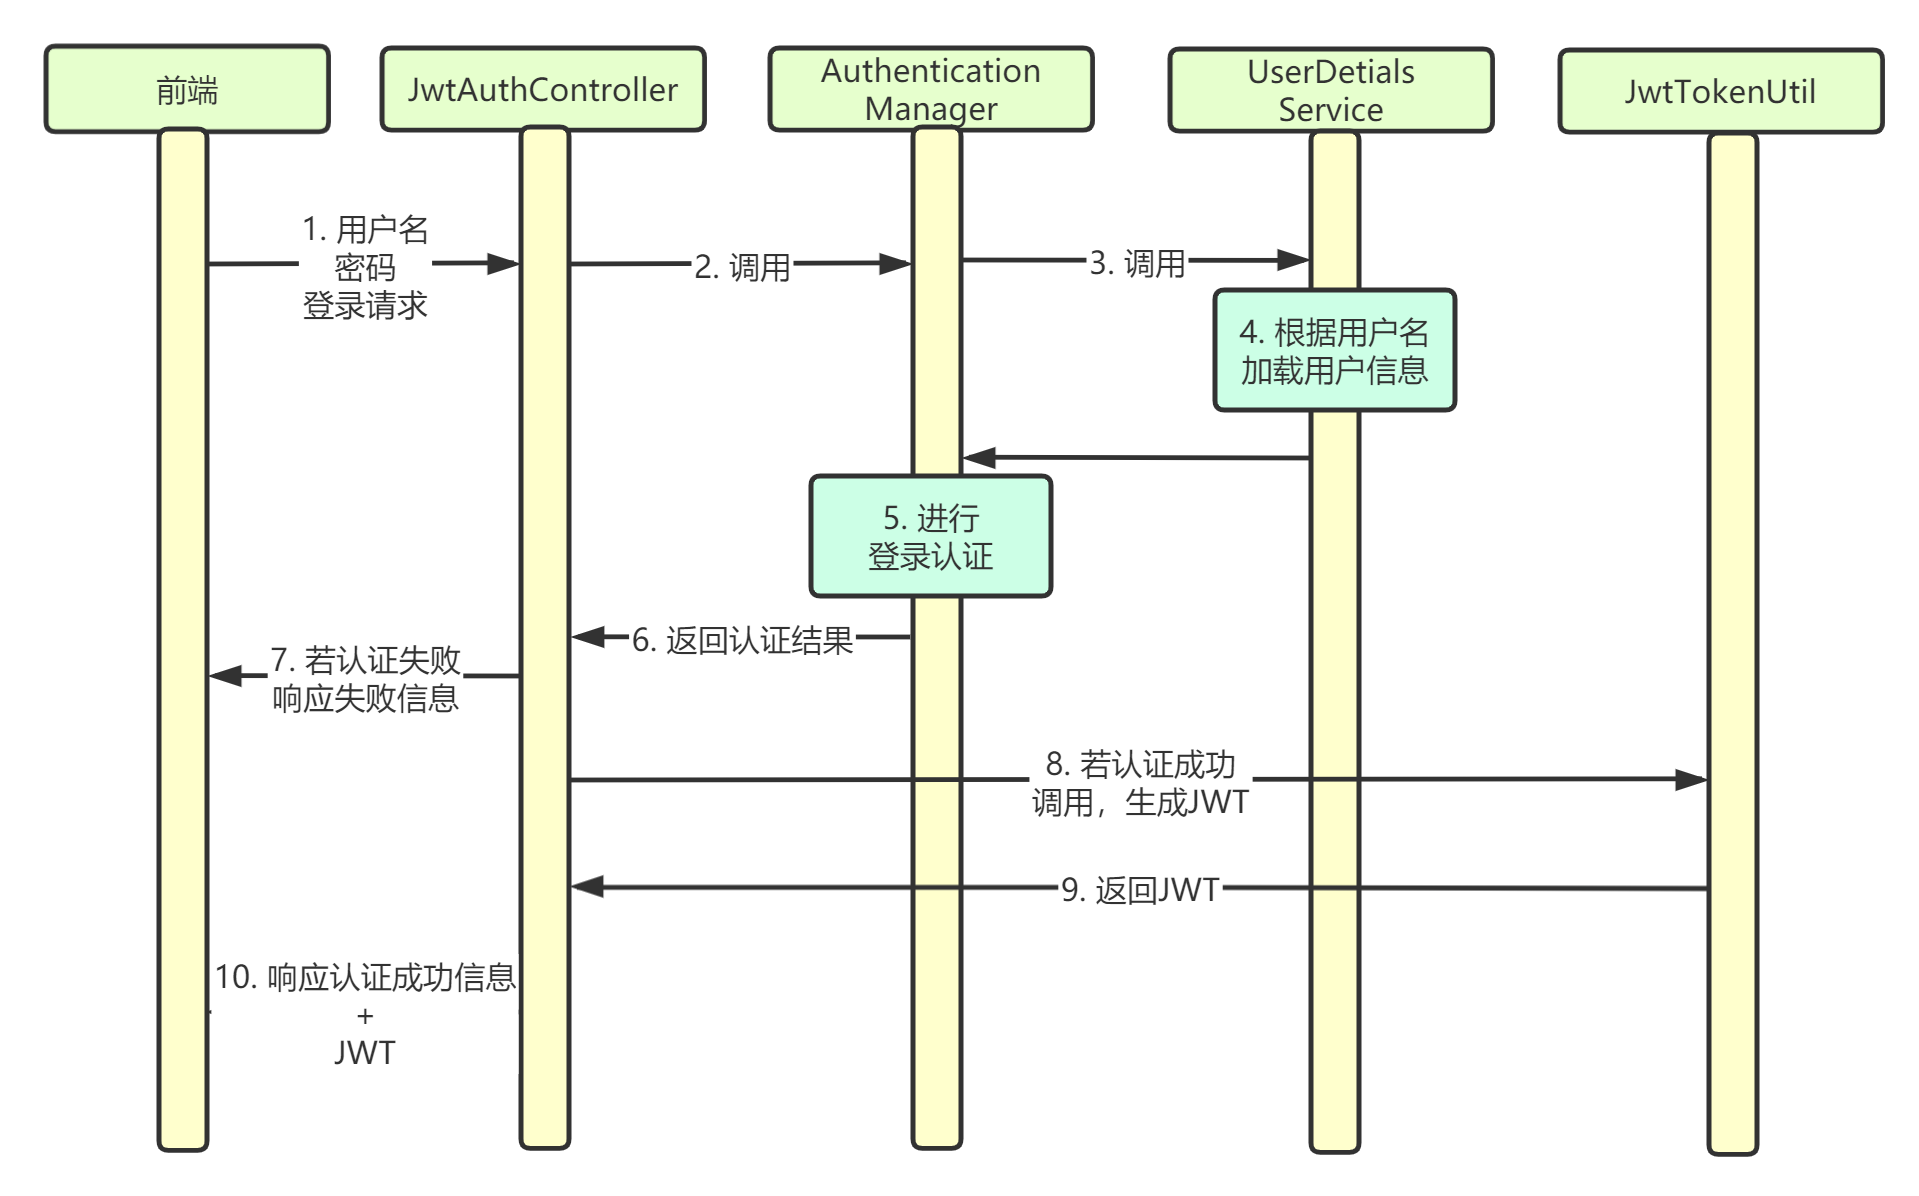 前端
JwtAuthController
Authentication
Manager
UserDetials
Service
JwtTokenUtil
1. 用户名
密码
登录请求
2. 调用
3. 调用
4. 根据用户名
加载用户信息
5. 进行
登录认证
6. 返回认证结果
7. 若认证失败
响应失败信息
8. 若认证成功
调用，生成JWT
9. 返回JWT
10. 响应认证成功信息
+
JWT